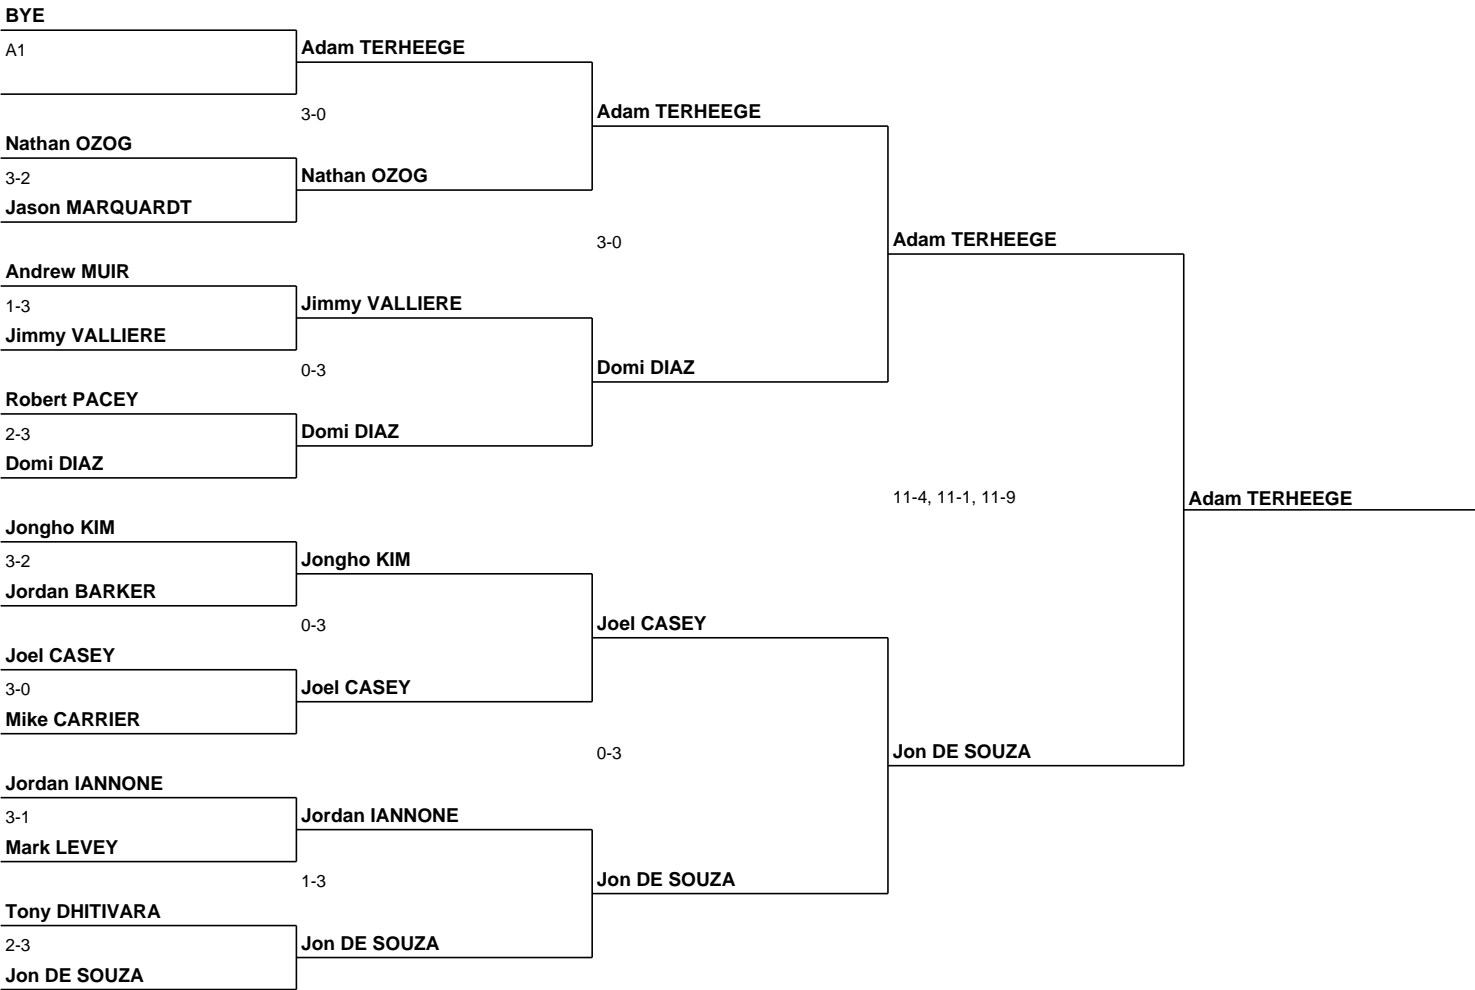 BYE
A1
Nathan OZOG
3-2
Jason MARQUARDT
Andrew MUIR
1-3
Jimmy VALLIERE
Robert PACEY
2-3
Domi DIAZ
Jongho KIM
3-2
Jordan BARKER
Joel CASEY
3-0
Mike CARRIER
Jordan IANNONE
3-1
Mark LEVEY
Tony DHITIVARA
2-3
Jon DE SOUZA
Adam TERHEEGE
3-0
Nathan OZOG
Jimmy VALLIERE
0-3
Domi DIAZ
Jongho KIM
0-3
Joel CASEY
Jordan IANNONE
1-3
Jon DE SOUZA
Adam TERHEEGE
3-0
Domi DIAZ
Joel CASEY
0-3
Jon DE SOUZA
Adam TERHEEGE
11-4, 11-1, 11-9
Jon DE SOUZA
Adam TERHEEGE